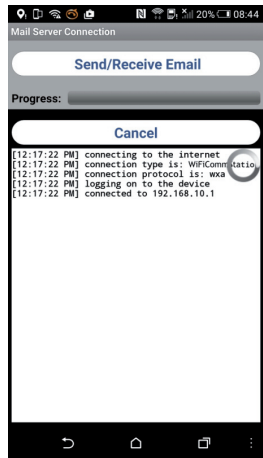 20% 08:44
Mail Server Connection
Send/Receive Email
Progress:
Cancel
[12:17:22 PM] connecting to the internet
[12:17:22 PM] connection type is:
[12:17:22 PM] connection protocol is: wxa
[12:17:22 PM] logging on to the device
[12:17:22 PM] connected to 192.168.10.1